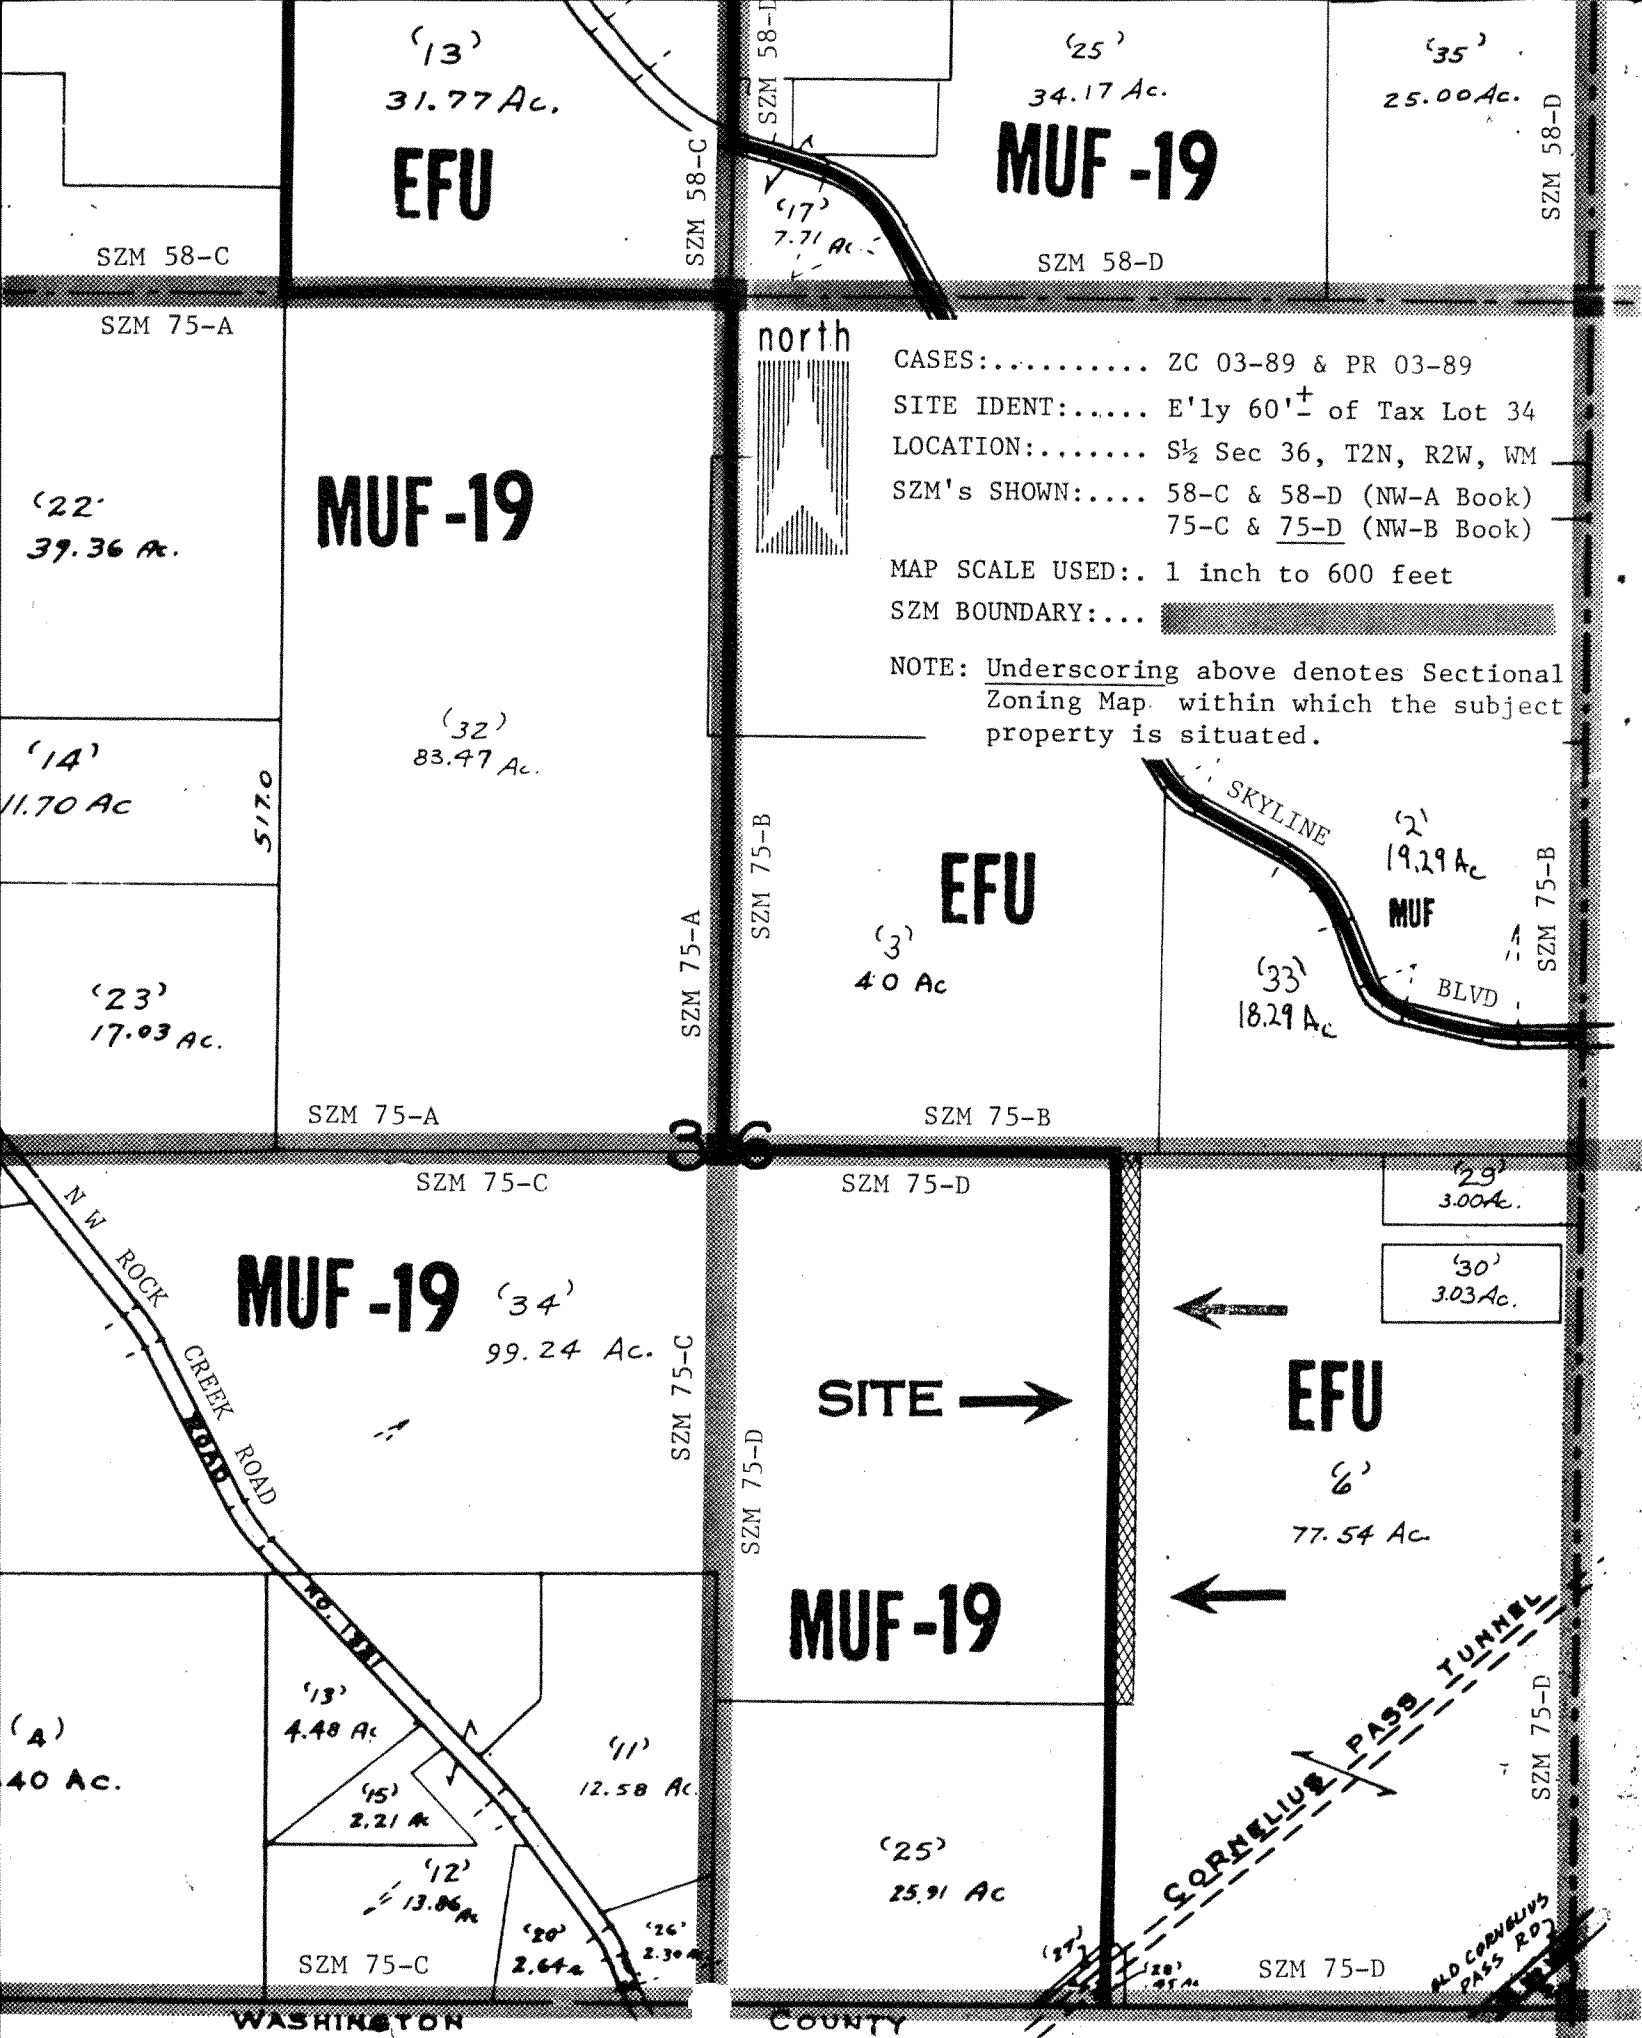 (13)
31.77 Ac.
EFU
SZM 58-D
SZM 58-C
(25)
34.17 Ac.
MUF -19
(35)
25.00 Ac.
SZM 58-D
(17)
7.71 Ac
SZM 58-C
SZM 58-D
SZM 75-A
north
CASES:.......... ZC 03-89 & PR 03-89
SITE IDENT:..... E'ly 60'± of Tax Lot 34
LOCATION:....... S½ Sec 36, T2N, R2W, WM
SZM's SHOWN:.... 58-C & 58-D (NW-A Book)
75-C & 75-D (NW-B Book)
MAP SCALE USED:. 1 inch to 600 feet
SZM BOUNDARY:...
NOTE: Underscoring above denotes Sectional
Zoning Map within which the subject
property is situated.
MUF -19
(22
39.36 Ac.
(32)
83.47 Ac.
(14)
11.70 Ac
517.0
(23)
17.03 Ac.
SZM 75-A
SZM 75-B
EFU
(3)
40 Ac
SKYLINE
BLVD
(2)
19.29 Ac
MUF
(33)
18.29 Ac
SZM 75-B
SZM 75-A
SZM 75-B
36
SZM 75-C
SZM 75-D
(29)
3.00 Ac.
(30)
3.03 Ac.
NW ROCK CREEK ROAD
ROAD NO. 1221
MUF -19
(34)
99.24 Ac.
SZM 75-C
SZM 75-D
SITE
EFU
(6)
77.54 Ac.
MUF -19
CORNELIUS PASS TUNNEL
SZM 75-D
(A)
40 Ac.
(13)
4.48 Ac
(15)
2.21 Ac
(11)
12.58 Ac.
(12)
13.86 Ac
(20)
2.64
(26)
2.30
(25)
25.91 Ac
(27)
(28)
.45 Ac
OLD CORNELIUS
PASS RD
SZM 75-C
SZM 75-D
WASHINGTON COUNTY